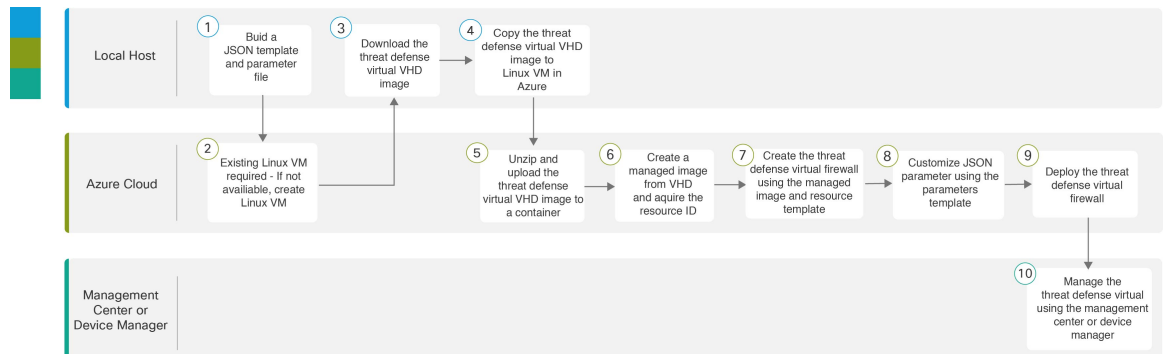 Local Host
1
Buid a
JSON template
and parameter
file
3
Download the
threat defense
virtual VHD
image
4
Copy the threat
defense virtual VHD
image to
Linux VM in
Azure
Azure Cloud
2
Existing Linux VM
required - If not
availiable, create
Linux VM
5
Unzip and
upload the
threat defense
virtual VHD image to
a container
6
Create a
managed image
from VHD
and aquire the
resource ID
7
Create the threat
defense virtual firewall
using the managed
image and resource
template
8
Customize JSON
parameter using the
parameters
template
9
Deploy the threat
defense virtual
firewall
Management
Center or
Device Manager
10
Manage the
threat defense virtual
using the management
center or device
manager